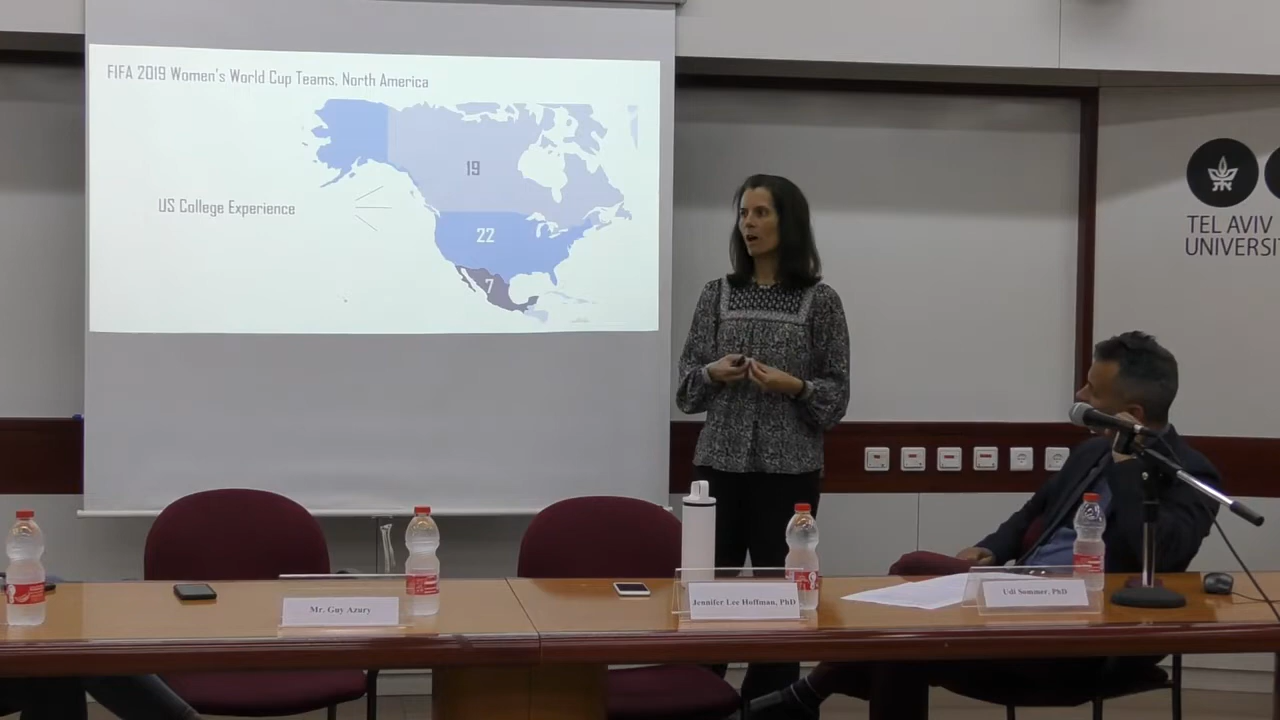 FIFA 2019 Women's World Cup Teams, North America
19
US College Experience
22
7
TEL AVIV
UNIVERSIT
Mr. Guy Azury
Jennifer Lee Hoffman, PhD
Udi Sommer, PhD